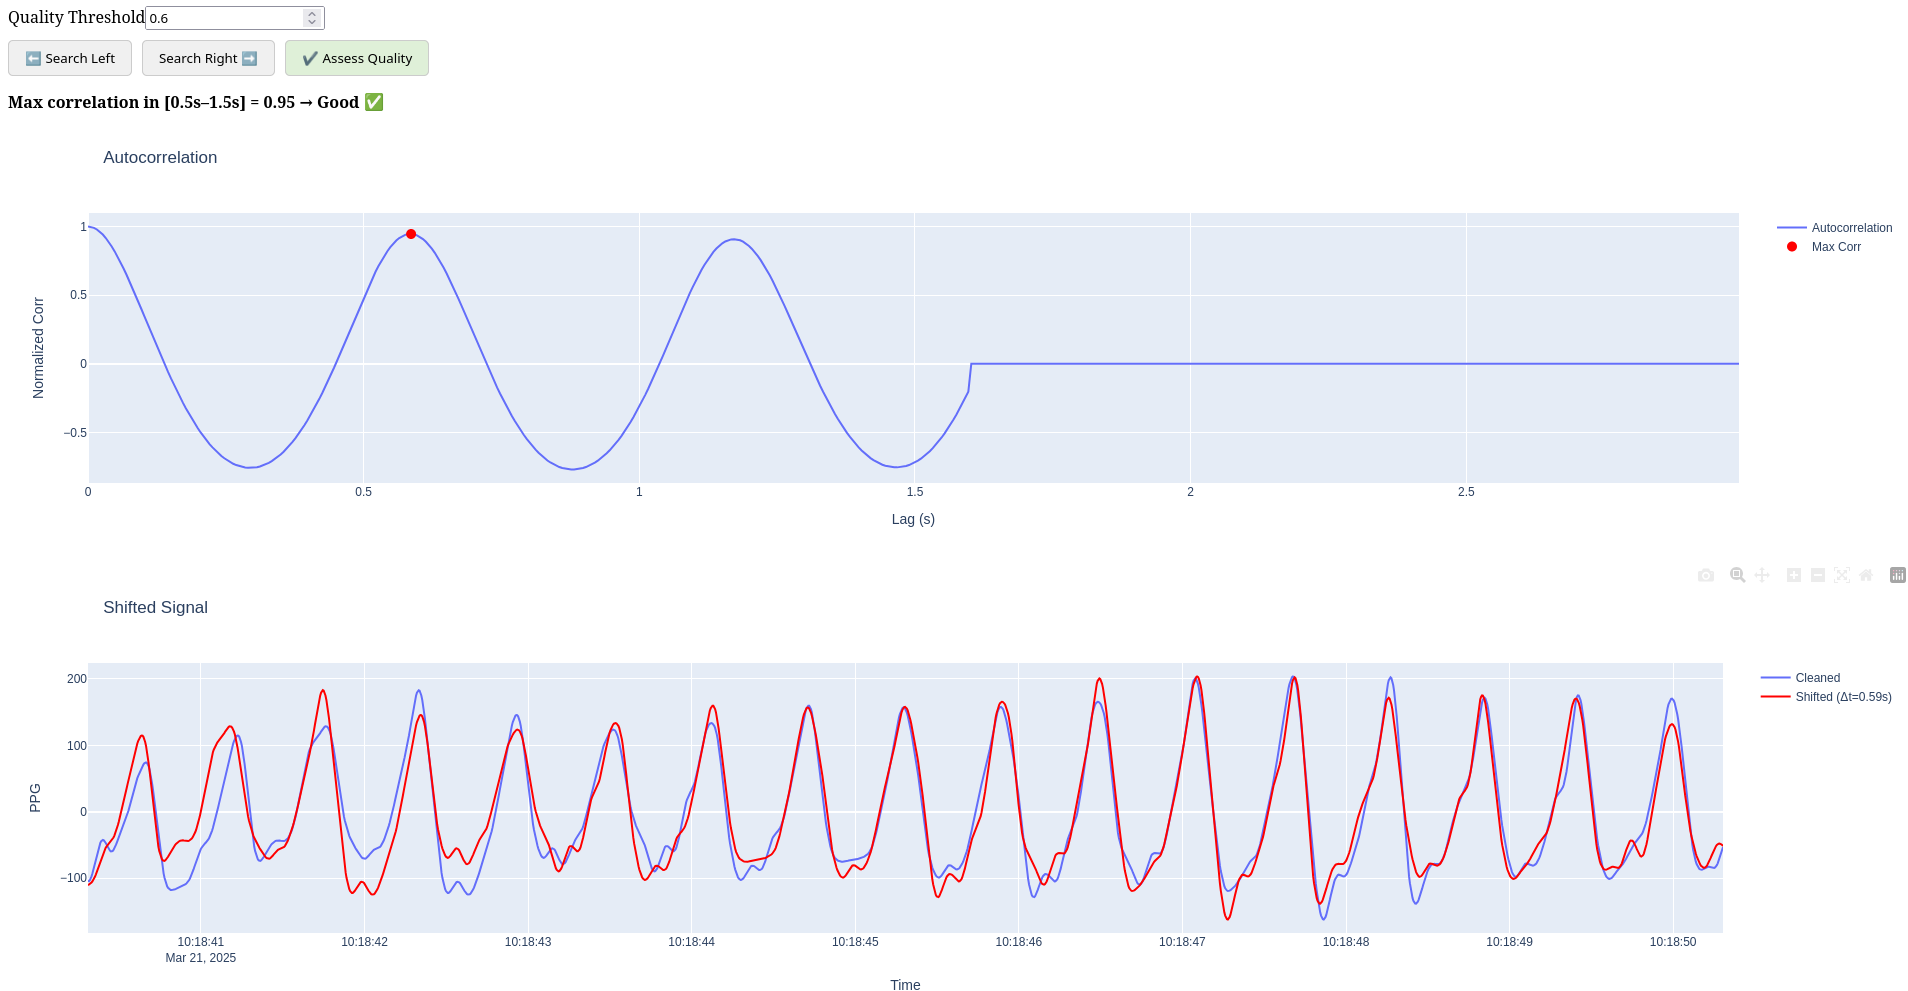 Quality Threshold 0.6
⬅️ Search Left Search Right ➡️ ✔️ Assess Quality
Max correlation in [0.5s–1.5s] = 0.95 → Good ✅
Autocorrelation
1
0.5
0
−0.5
Normalized Corr
0 0.5 1 1.5 2 2.5
Lag (s)
Autocorrelation
Max Corr
Shifted Signal
200
100
0
−100
PPG
10:18:41 10:18:42 10:18:43 10:18:44 10:18:45 10:18:46 10:18:47 10:18:48 10:18:49 10:18:50
Mar 21, 2025
Time
Cleaned
Shifted (Δt=0.59s)